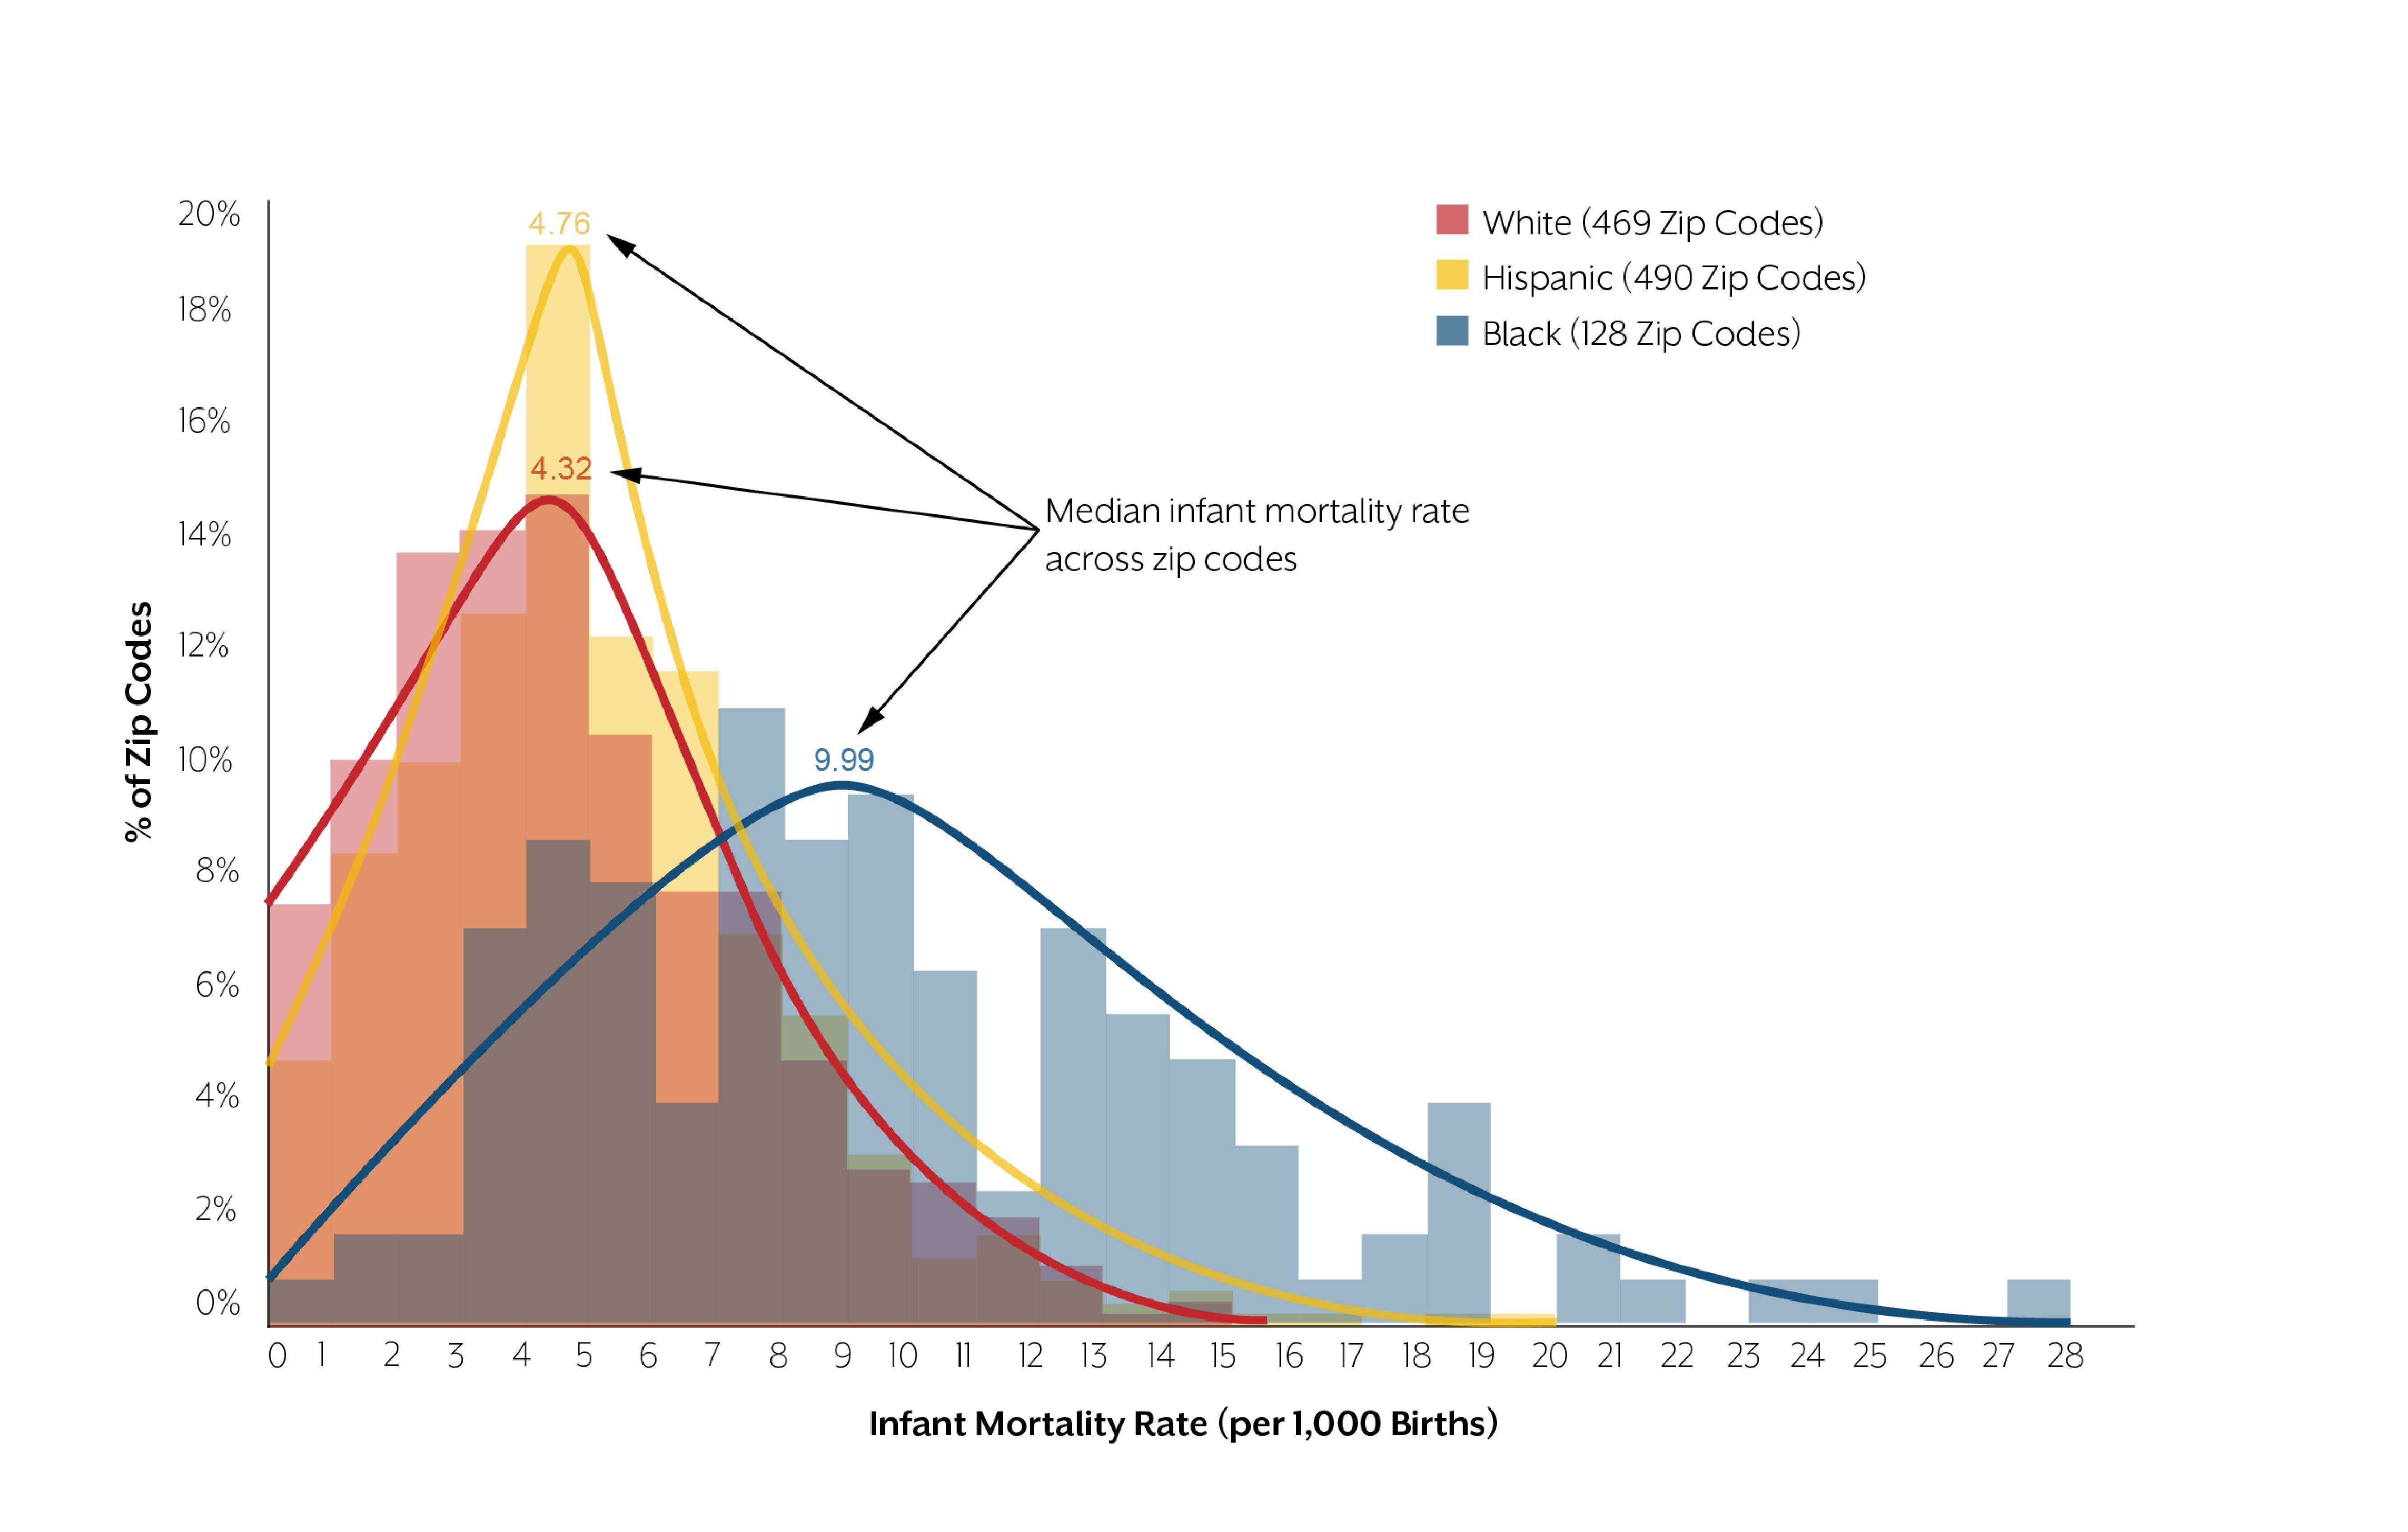 20%
18%
16%
14%
12%
10%
8%
6%
4%
2%
0%
% of Zip Codes
4.76
4.32
9.99
Median infant mortality rate
across zip codes
White (469 Zip Codes)
Hispanic (490 Zip Codes)
Black (128 Zip Codes)
0 1 2 3 4 5 6 7 8 9 10 11 12 13 14 15 16 17 18 19 20 21 22 23 24 25 26 27 28
Infant Mortality Rate (per 1,000 Births)